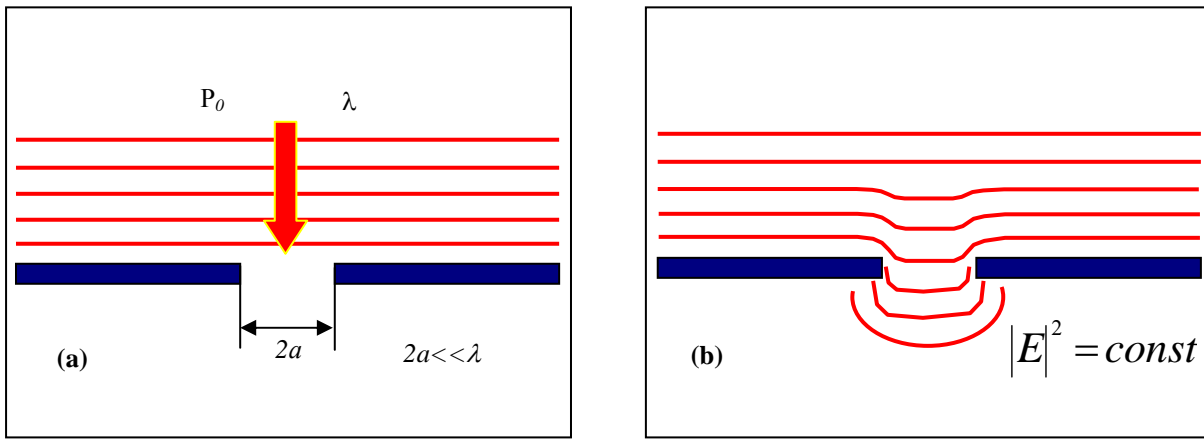 P₀ λ
2a 2a<<λ
(a)
(b) |E|² = const